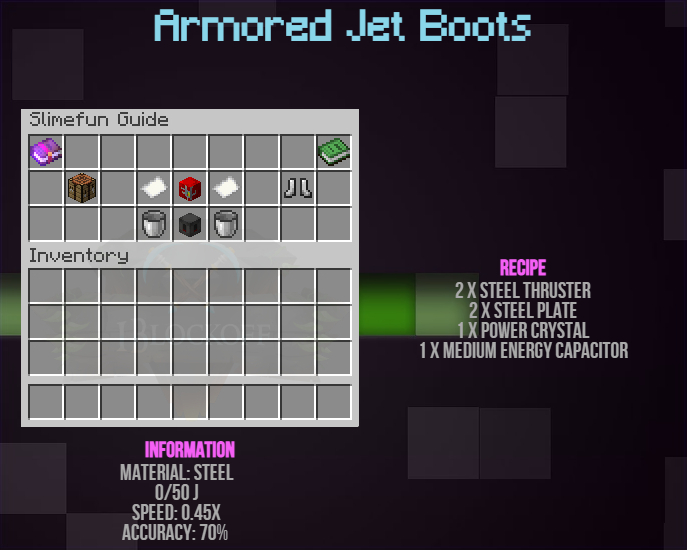 Armored Jet Boots
Slimefun Guide
Inventory
IBLOCKOFF
RECIPE
2 X STEEL THRUSTER
2 X STEEL PLATE
1 X POWER CRYSTAL
1 X MEDIUM ENERGY CAPACITOR
INFORMATION
MATERIAL: STEEL
0/50 J
SPEED: 0.45X
ACCURACY: 70%